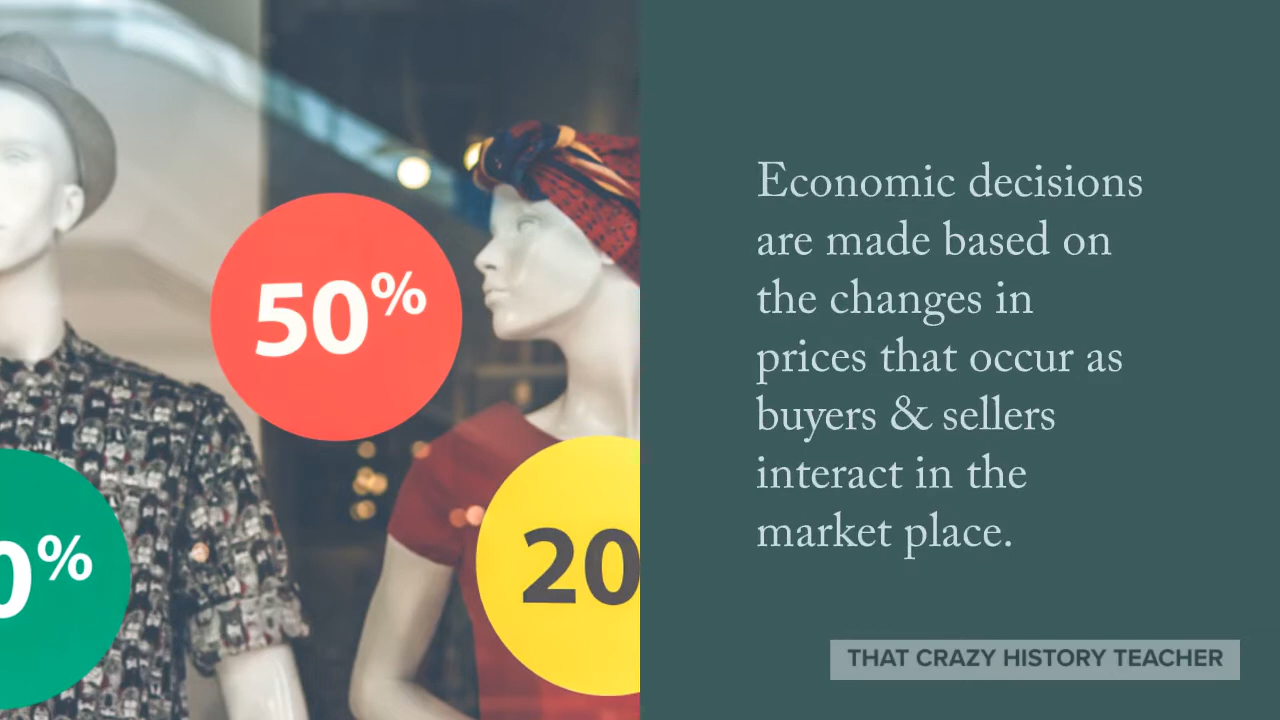 50%
0%
20
Economic decisions
are made based on
the changes in
prices that occur as
buyers & sellers
interact in the
market place.
THAT CRAZY HISTORY TEACHER